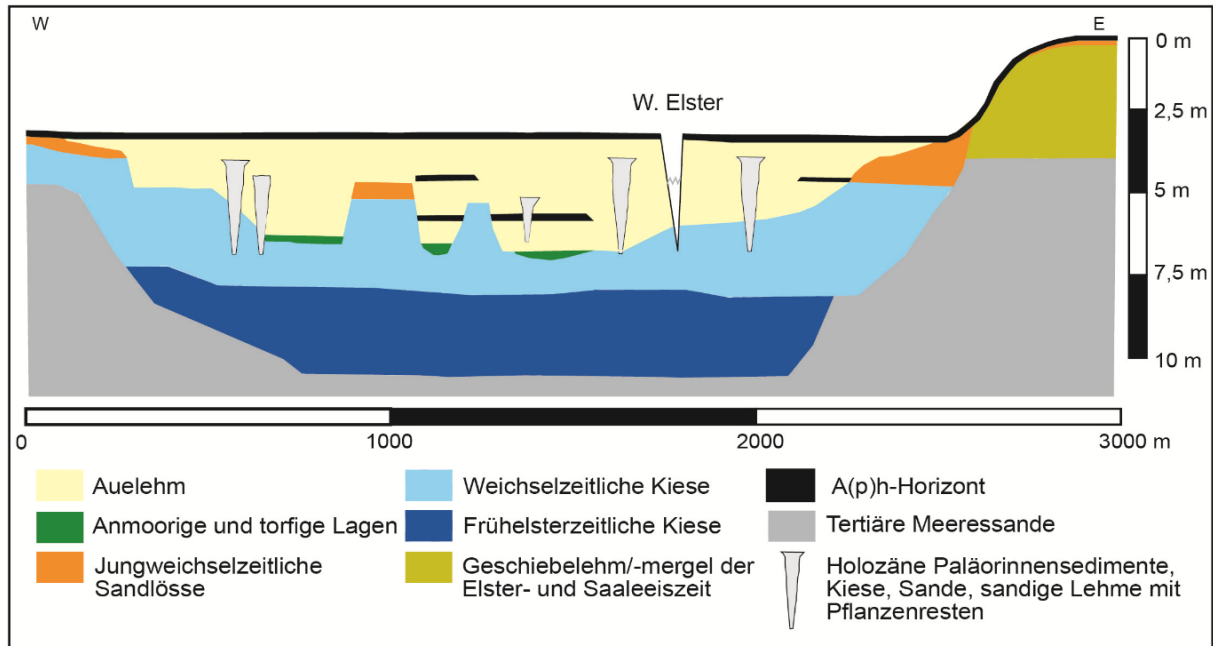 W
E
0 m
W. Elster
2,5 m
5 m
7,5 m
10 m
0
1000
2000
3000 m
Auelehm
Weichselzeitliche Kiese
A(p)h-Horizont
Anmoorige und torfige Lagen
Frühelsterzeitliche Kiese
Tertiäre Meeressande
Jungweichselzeitliche
Sandlösse
Geschiebelehm/-mergel der
Elster- und Saaleeiszeit
Holozäne Paläorinnensedimente,
Kiese, Sande, sandige Lehme mit
Pflanzenresten